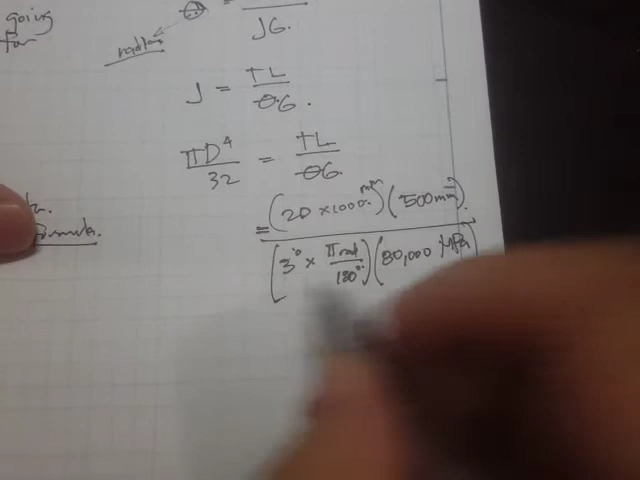 going
for
θ =
JG.
radian
J = TL / θG.
πD⁴ / 32 = TL / θG.
= (20 × 1000 mm) (500 mm).
(3° × π rad / 180°) (80,000 MPa)
formula.